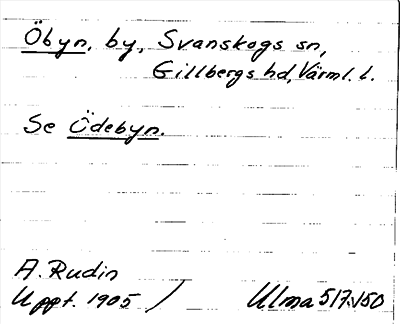 Öbyn, by, Svanskogs sn,
Gillbergs hd, Värml. l.
Se Ödebyn.
A. Rudin
Uppt. 1905 /
Ulma 517:150